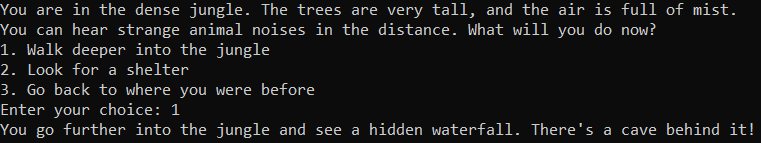 You are in the dense jungle. The trees are very tall, and the air is full of mist.
You can hear strange animal noises in the distance. What will you do now?
1. Walk deeper into the jungle
2. Look for a shelter
3. Go back to where you were before
Enter your choice: 1
You go further into the jungle and see a hidden waterfall. There's a cave behind it!